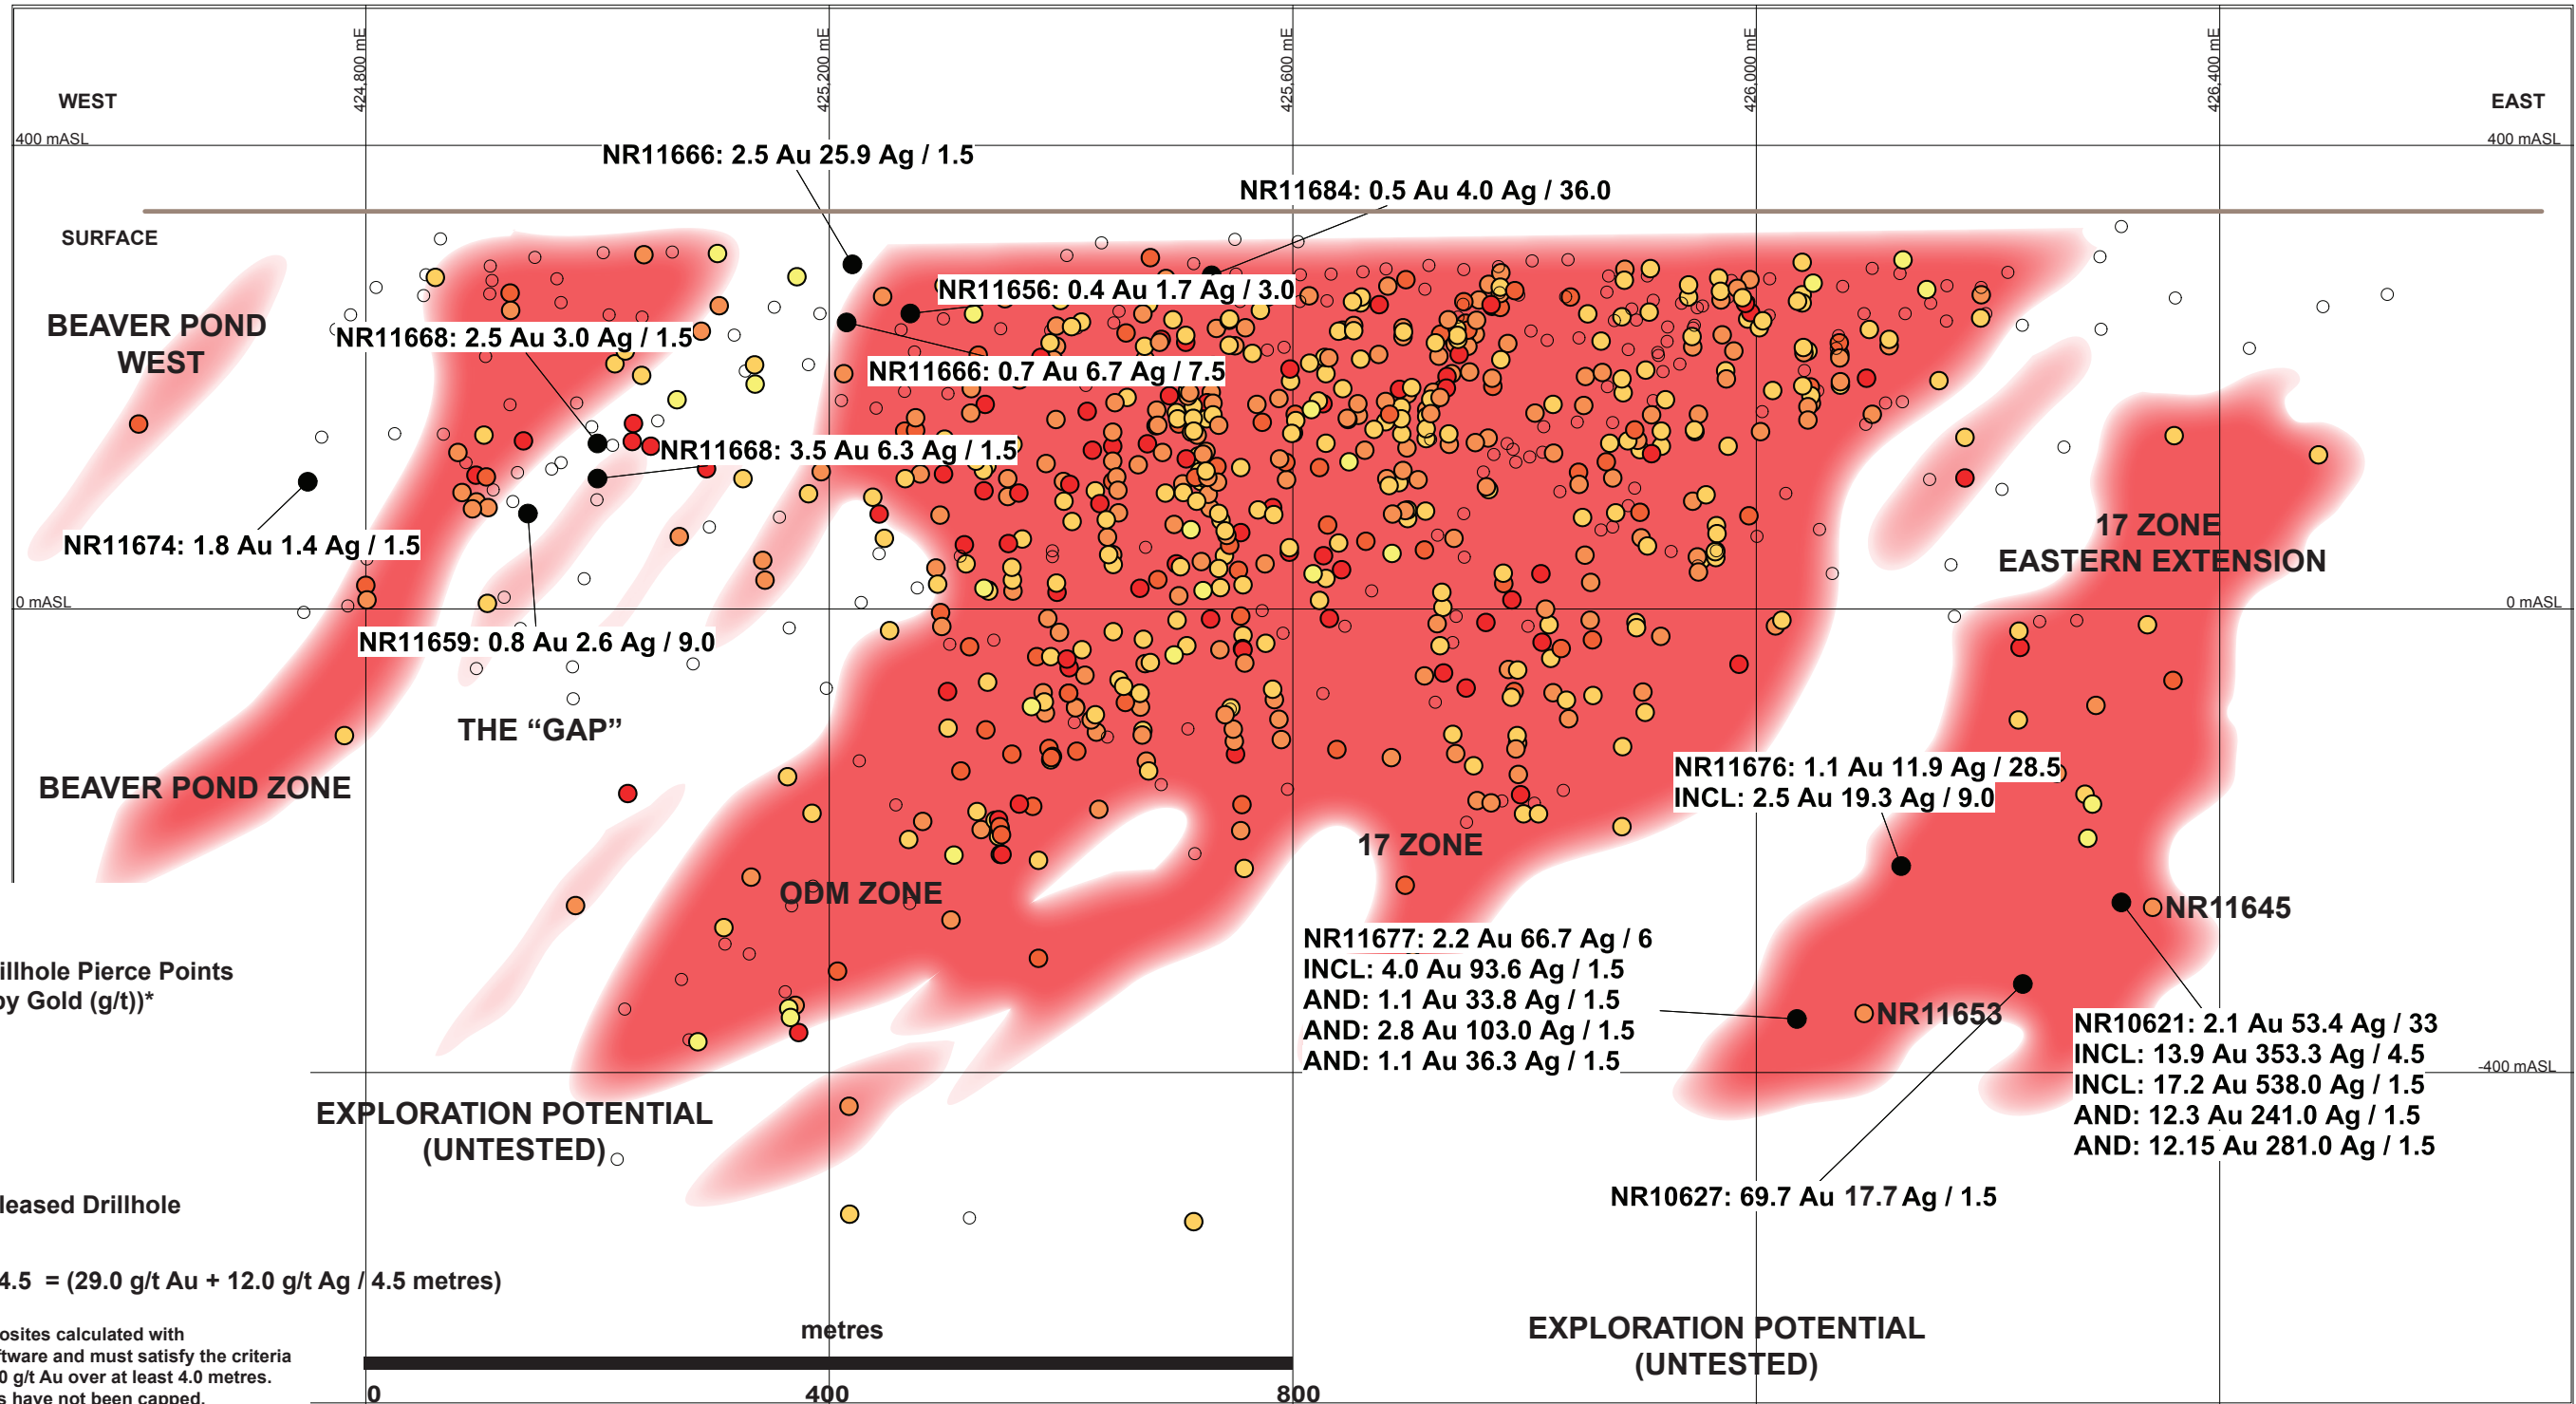 424,800 mE
425,200 mE
425,600 mE
426,000 mE
426,400 mE
WEST
EAST
400 mASL
400 mASL
NR11666: 2.5 Au 25.9 Ag / 1.5
NR11684: 0.5 Au 4.0 Ag / 36.0
SURFACE
NR11656: 0.4 Au 1.7 Ag / 3.0
BEAVER POND
WEST
NR11668: 2.5 Au 3.0 Ag / 1.5
NR11666: 0.7 Au 6.7 Ag / 7.5
NR11668: 3.5 Au 6.3 Ag / 1.5
NR11674: 1.8 Au 1.4 Ag / 1.5
17 ZONE
EASTERN EXTENSION
0 mASL
0 mASL
NR11659: 0.8 Au 2.6 Ag / 9.0
THE “GAP”
BEAVER POND ZONE
NR11676: 1.1 Au 11.9 Ag / 28.5
INCL: 2.5 Au 19.3 Ag / 9.0
17 ZONE
ODM ZONE
NR11645
NR11677: 2.2 Au 66.7 Ag / 6
INCL: 4.0 Au 93.6 Ag / 1.5
AND: 1.1 Au 33.8 Ag / 1.5
AND: 2.8 Au 103.0 Ag / 1.5
AND: 1.1 Au 36.3 Ag / 1.5
NR11653
illhole Pierce Points
by Gold (g/t))*
NR10621: 2.1 Au 53.4 Ag / 33
INCL: 13.9 Au 353.3 Ag / 4.5
INCL: 17.2 Au 538.0 Ag / 1.5
AND: 12.3 Au 241.0 Ag / 1.5
AND: 12.15 Au 281.0 Ag / 1.5
-400 mASL
EXPLORATION POTENTIAL
(UNTESTED)
leased Drillhole
NR10627: 69.7 Au 17.7 Ag / 1.5
4.5 = (29.0 g/t Au + 12.0 g/t Ag / 4.5 metres)
osites calculated with
ftware and must satisfy the criteria
0 g/t Au over at least 4.0 metres.
s have not been capped.
metres
0
400
800
EXPLORATION POTENTIAL
(UNTESTED)